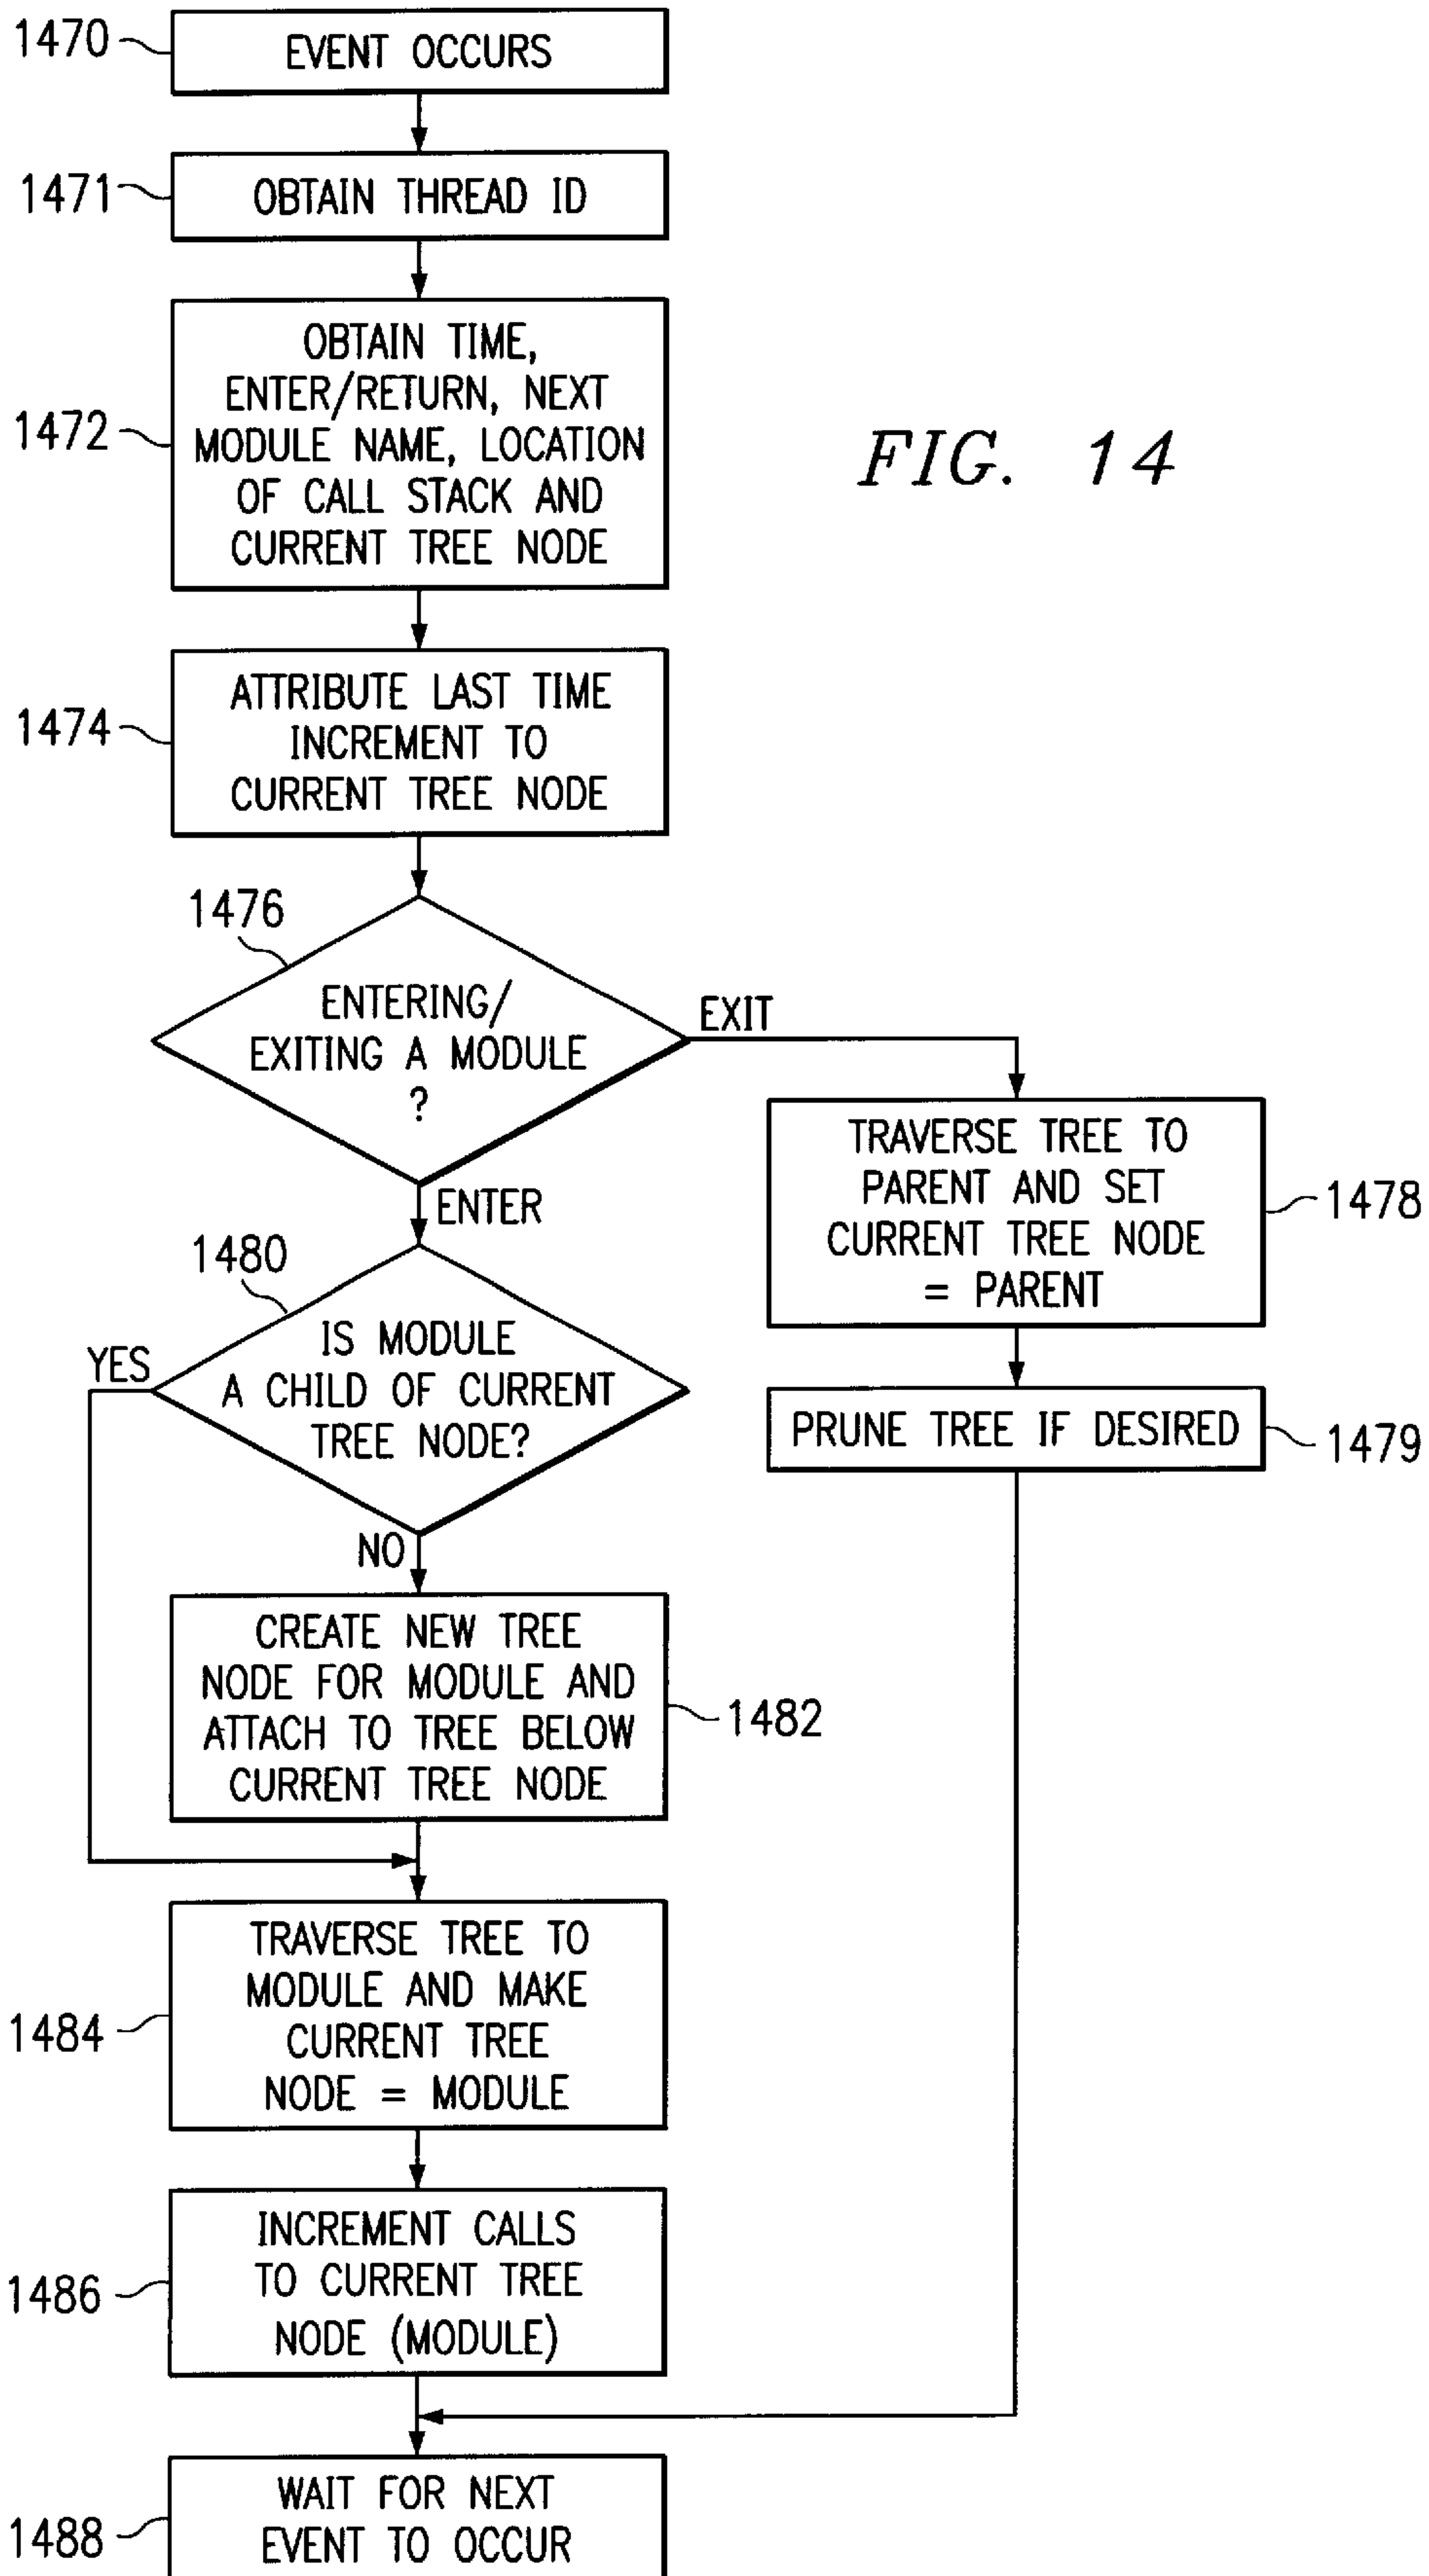 1470
EVENT OCCURS
1471
OBTAIN THREAD ID
1472
OBTAIN TIME,
ENTER/RETURN, NEXT
MODULE NAME, LOCATION
OF CALL STACK AND
CURRENT TREE NODE
FIG. 14
1474
ATTRIBUTE LAST TIME
INCREMENT TO
CURRENT TREE NODE
1476
ENTERING/
EXITING A MODULE
?
EXIT
ENTER
TRAVERSE TREE TO
PARENT AND SET
CURRENT TREE NODE
= PARENT
1478
PRUNE TREE IF DESIRED
1479
1480
IS MODULE
A CHILD OF CURRENT
TREE NODE?
YES
NO
CREATE NEW TREE
NODE FOR MODULE AND
ATTACH TO TREE BELOW
CURRENT TREE NODE
1482
1484
TRAVERSE TREE TO
MODULE AND MAKE
CURRENT TREE
NODE = MODULE
1486
INCREMENT CALLS
TO CURRENT TREE
NODE (MODULE)
1488
WAIT FOR NEXT
EVENT TO OCCUR